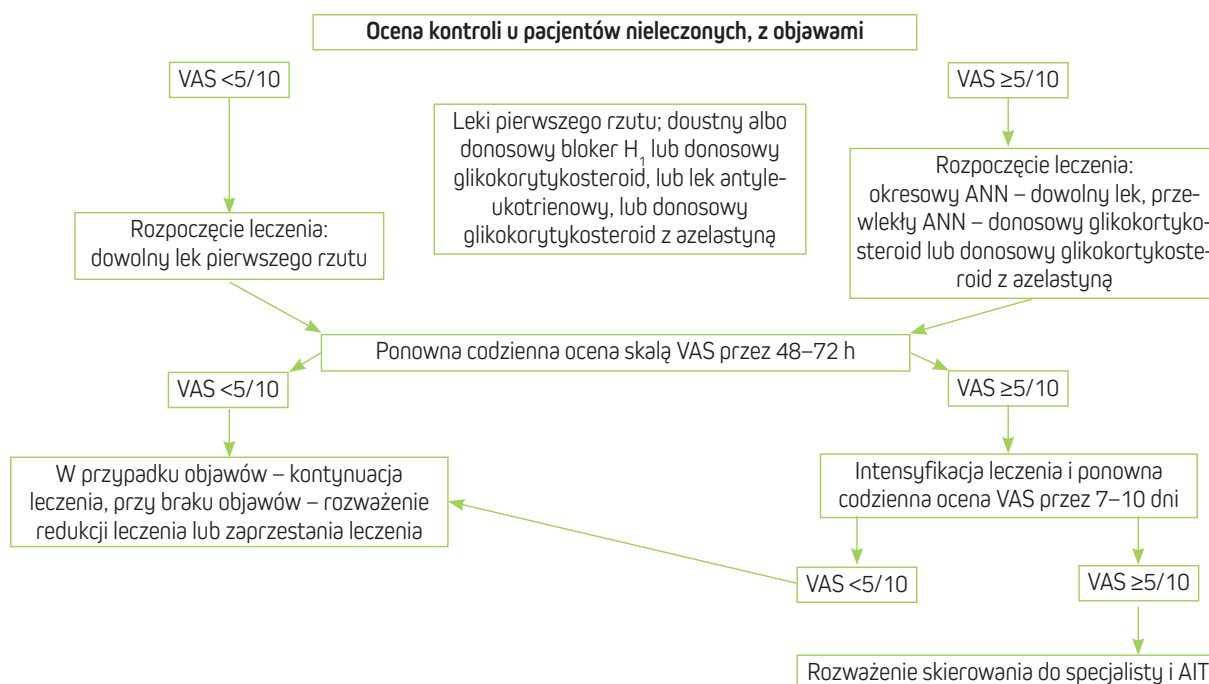 Ocena kontroli u pacjentów nieleczonych, z objawami
VAS <5/10
VAS ≥5/10
Leki pierwszego rzutu; doustny albo
donosowy bloker H1 lub donosowy
glikokorytykosteroid, lub lek antyle-
ukotrienowy, lub donosowy
glikokorytykosteroid z azelastyną
Rozpoczęcie leczenia:
dowolny lek pierwszego rzutu
Rozpoczęcie leczenia:
okresowy ANN – dowolny lek, prze-
wlekły ANN – donosowy glikokortyko-
steroid lub donosowy glikokortykoste-
roid z azelastyną
Ponowna codzienna ocena skalą VAS przez 48–72 h
VAS <5/10
VAS ≥5/10
W przypadku objawów – kontynuacja
leczenia, przy braku objawów – rozważenie
redukcji leczenia lub zaprzestania leczenia
Intensyfikacja leczenia i ponowna
codzienna ocena VAS przez 7–10 dni
VAS <5/10
VAS ≥5/10
Rozważenie skierowania do specjalisty i AIT